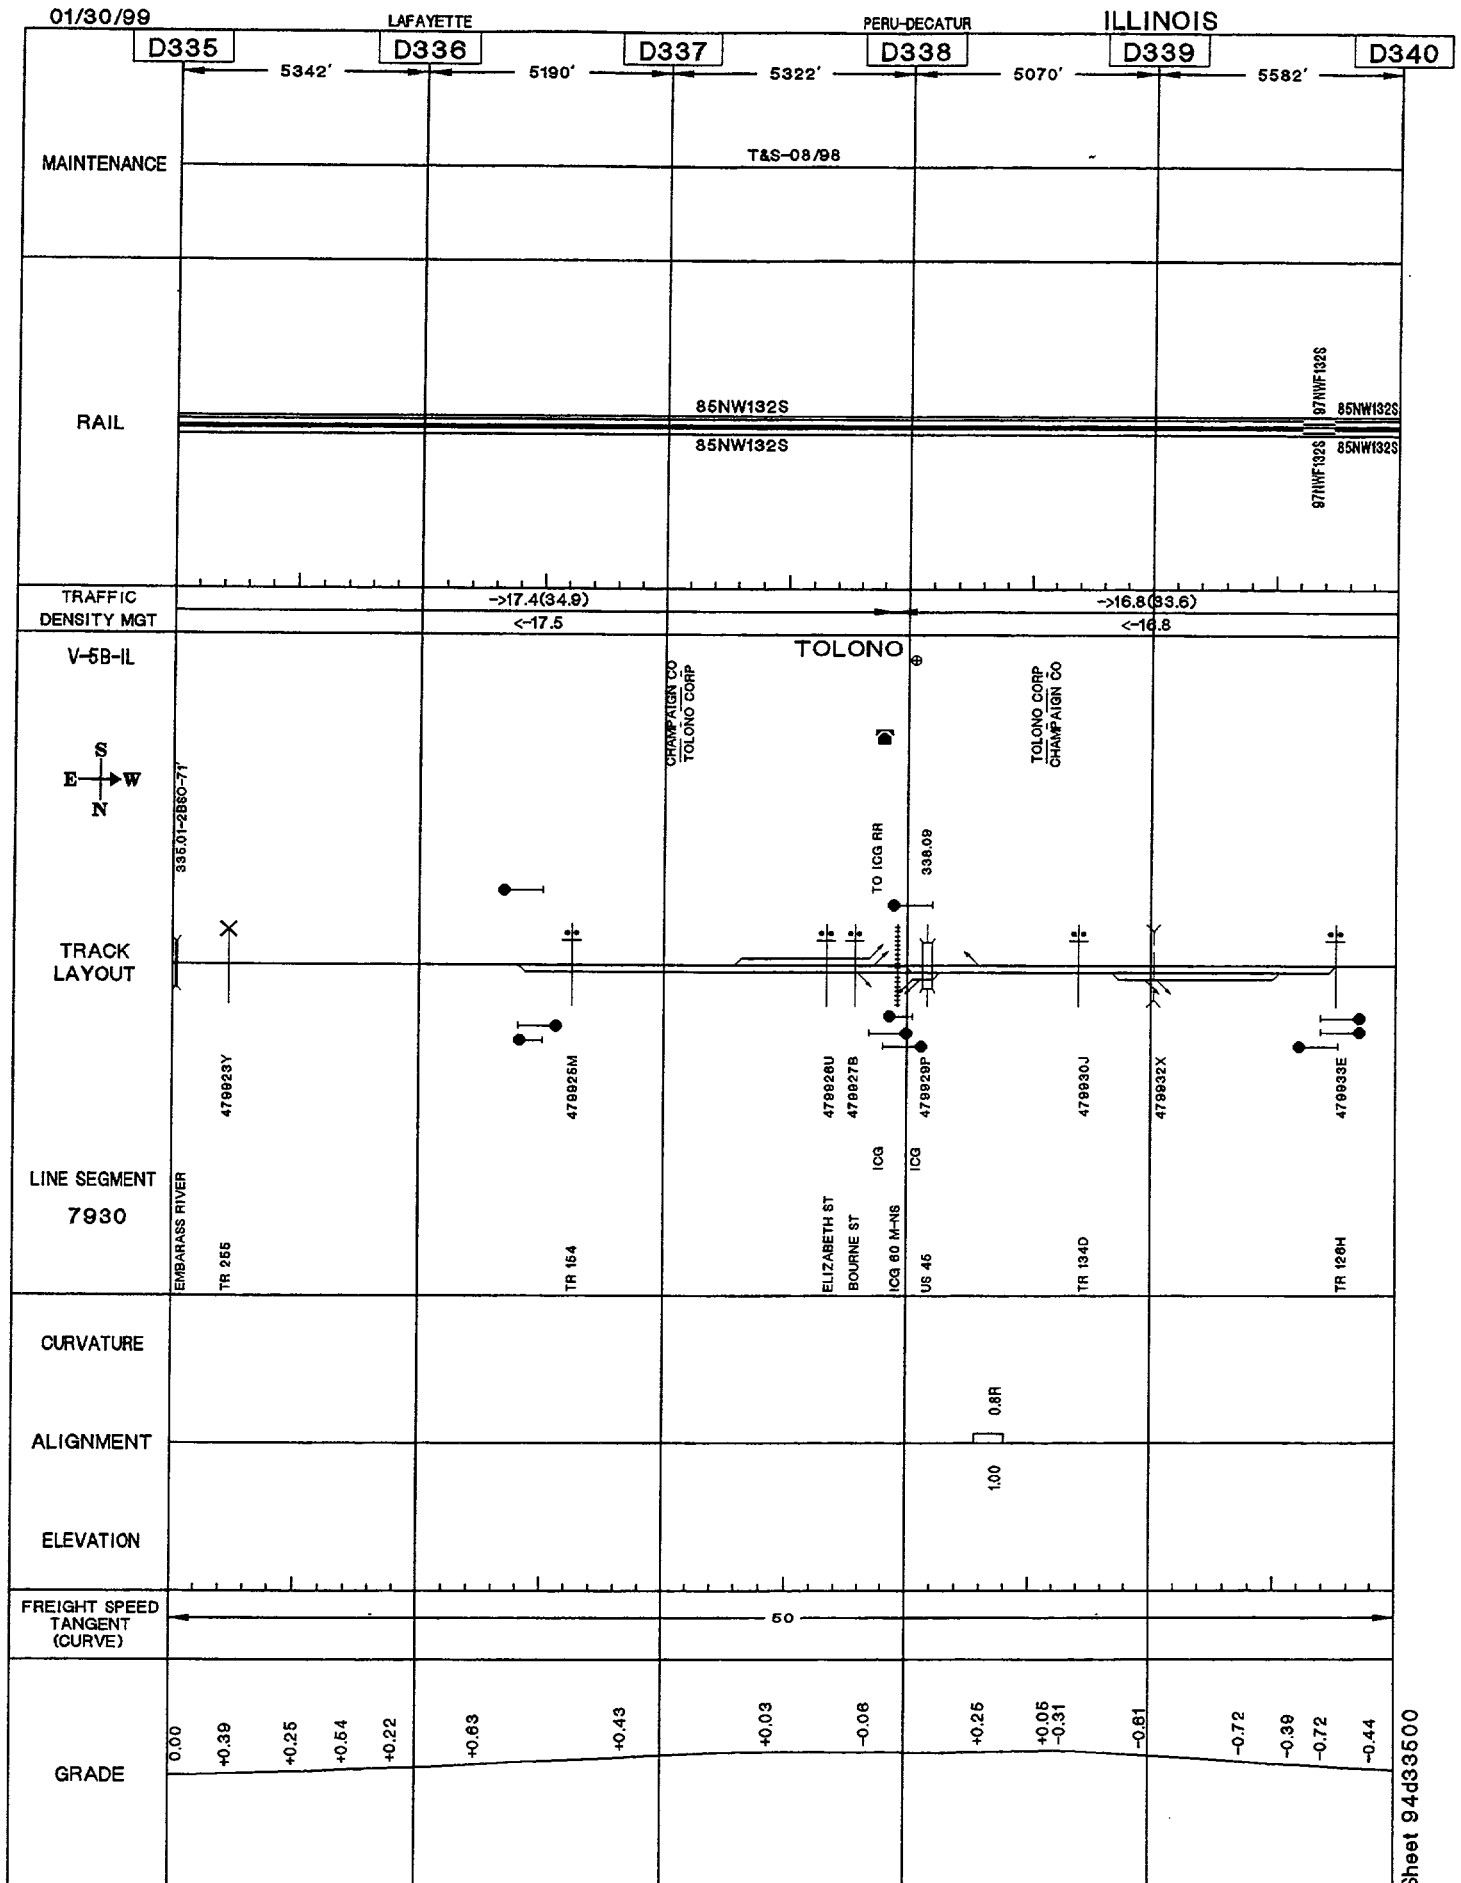 01/30/99 LAFAYETTE PERU-DECATUR ILLINOIS
D335 D336 D337 D338 D339 D340
5342' 5190' 5322' 5070' 5582'
MAINTENANCE T&S-08/98
RAIL
85NW132S 97NWF132S 85NW132S
85NW132S 97NWF132S 85NW132S
TRAFFIC
DENSITY MGT
->17.4(34.9) ->16.8(33.6)
<-17.5 <-16.8
V-5B-IL
TOLONO
CHAMPAIGN CO
TOLONO CORP
TOLONO CORP
CHAMPAIGN CO
S
E W
N
335.01-2BSO-71'
TO ICG RR
338.09
TRACK
LAYOUT
479923Y
479925M
479926U
479927B
479929P
479930J
479932X
479933E
ICG
ICG
LINE SEGMENT
7930
EMBARASS RIVER
TR 255
TR 154
ELIZABETH ST
BOURNE ST
ICG 60 M-NS
US 45
TR 134D
TR 126H
CURVATURE
0.8R
ALIGNMENT
1.00
ELEVATION
FREIGHT SPEED
TANGENT
(CURVE)
50
GRADE
0.00
+0.39
+0.25
+0.54
+0.22
+0.63
+0.43
+0.03
-0.06
+0.25
+0.05
-0.31
-0.61
-0.72
-0.39
-0.72
-0.44
Sheet 94d33500